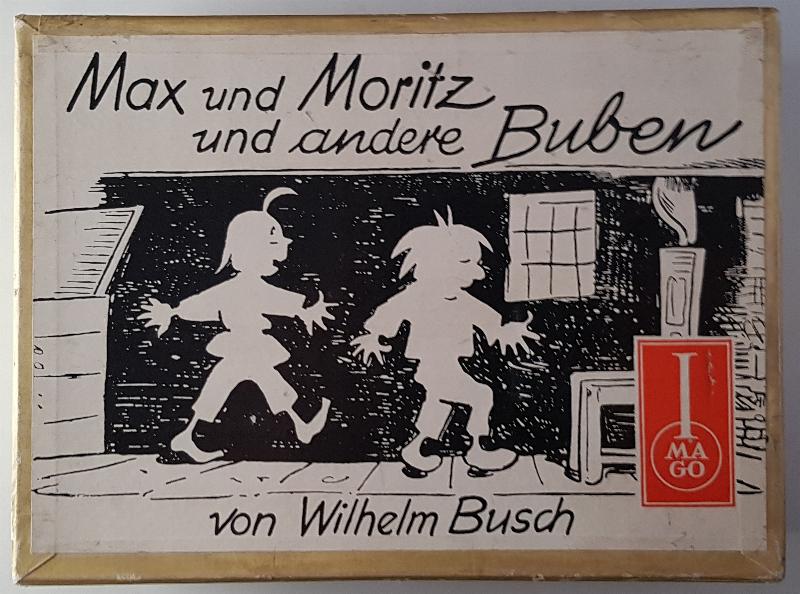 Max und Moritz
und andere Buben
I
MA
GO
von Wilhelm Busch